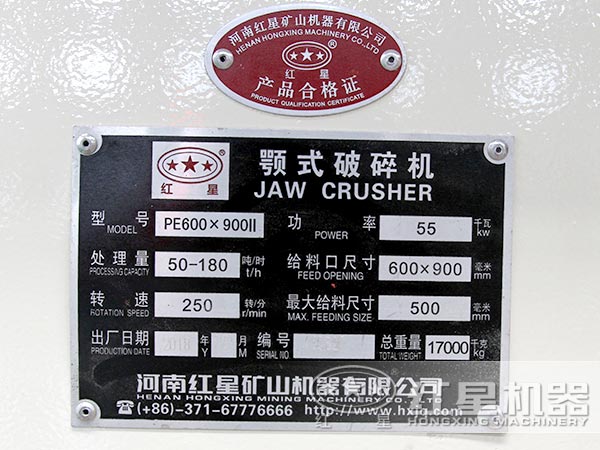 河南红星矿山机器有限公司
HENAN HONGXING MACHINERY CO.,LTD
红 星
产品合格证
PRODUCT QUALIFICATION CERTIFICATE
红 星
颚式破碎机
JAW CRUSHER
型 号 MODEL PE600×900II 功 率 POWER 55 千瓦 kw
处理量 PROCESSING CAPACITY 50-180 吨/时 t/h 给料口尺寸 FEED OPENING 600×900 毫米 mm
转 速 ROTATION SPEED 250 转/分 r/min 最大给料尺寸 MAX. FEEDING SIZE 500 毫米 mm
出厂日期 PRODUCTION DATE 2018 年 Y 月 M 编号 SERIAL NO. 总重量 TOTAL WEIGHT 17000 千克 kg
河南红星矿山机器有限公司
HENAN HONGXING MINING MACHINERY CO., LTD
☎(+86)-371-67776666 http://www.hxjq.com
红星机器
HONGXING MACHINERY
红 星